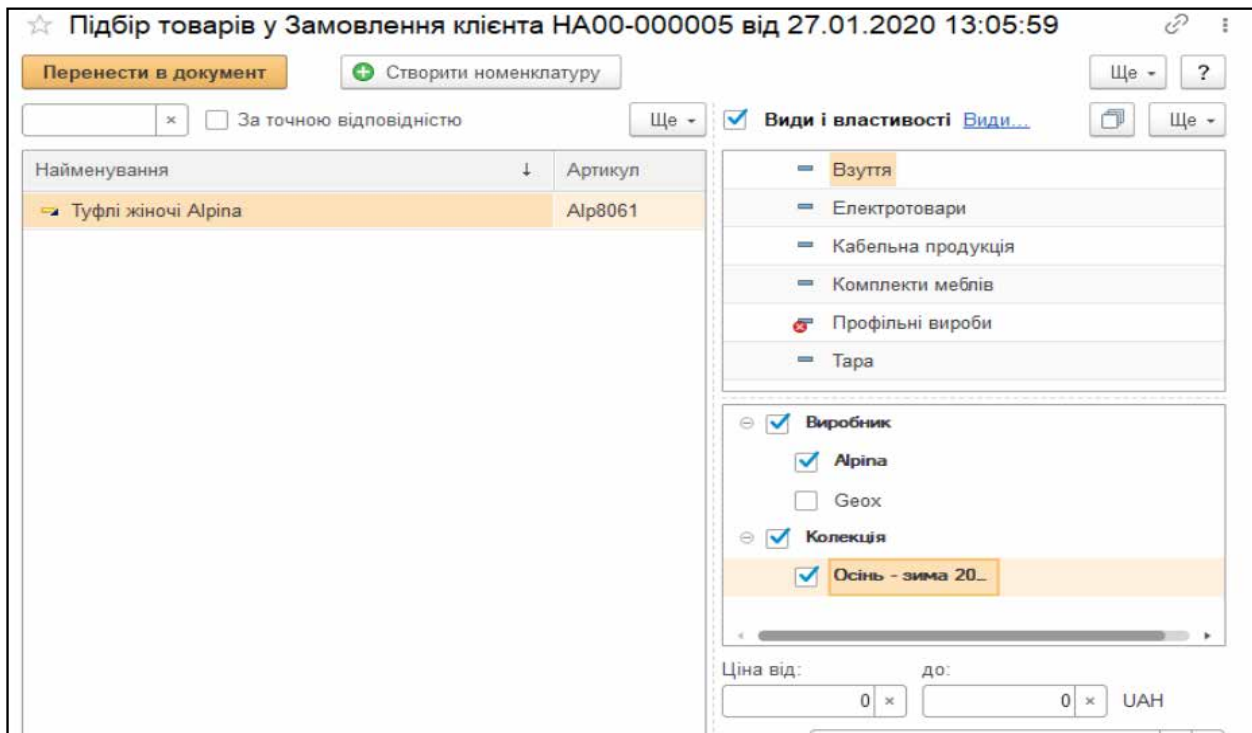 Підбір товарів у Замовлення клієнта НА00-000005 від 27.01.2020 13:05:59
Перенести в документ
Створити номенклатуру
Ще
?
За точною відповідністю
Ще
Види і властивості Види...
Ще
Найменування
Артикул
Туфлі жіночі Alpina
Alp8061
Взуття
Електротовари
Кабельна продукція
Комплекти меблів
Профільні вироби
Тара
Виробник
Alpina
Geox
Колекція
Осінь - зима 20...
Ціна від:
до:
0
0
UAH